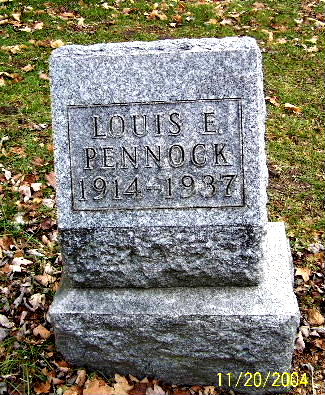 LOUIS E.
PENNOCK
1914-1937
11/20/2004